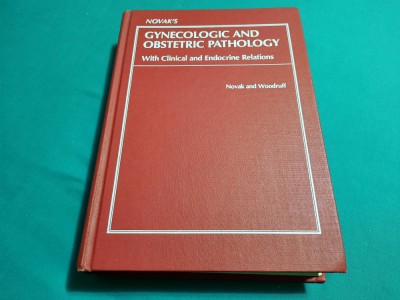 NOVAK'S
GYNECOLOGIC AND
OBSTETRIC PATHOLOGY
With Clinical and Endocrine Relations
Novak and Woodruff